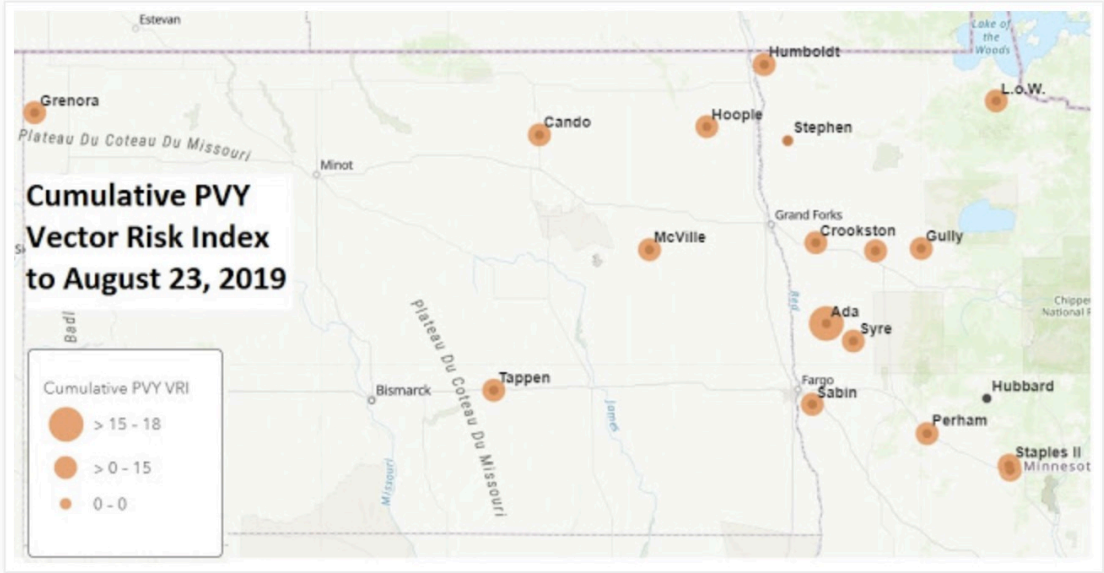 Estevan
Lake of
the
Woods
Humboldt
L.o.W.
Grenora
Hoople
Cando
Stephen
Plateau Du Coteau Du Missouri
Minot
Cumulative PVY
Vector Risk Index
to August 23, 2019
Grand Forks
Crookston
Gully
McVille
Red
Chippe
National F
Badl
Plateau Du Coteau Du Missouri
Ada
Syre
Cumulative PVY VRI
> 15 - 18
> 0 - 15
0 - 0
Tappen
Bismarck
Fargo
Sabin
Hubbard
James
Perham
Missouri
Staples II
Minnesot